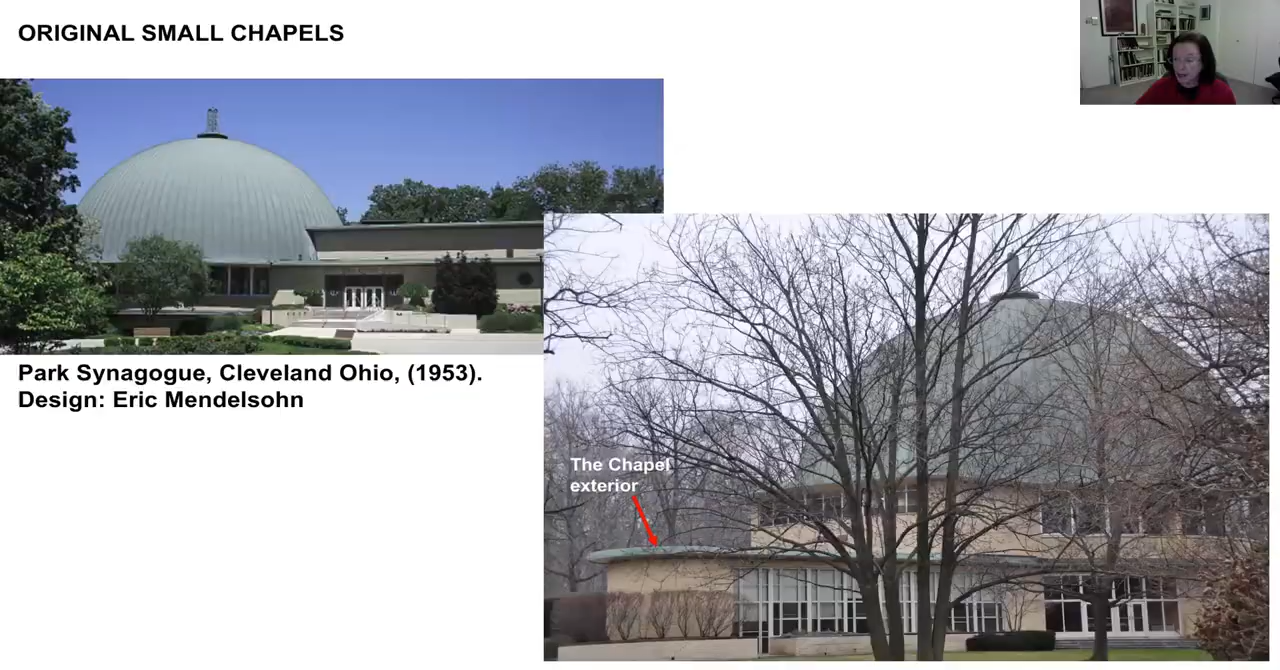 ORIGINAL SMALL CHAPELS
Park Synagogue, Cleveland Ohio, (1953).
Design: Eric Mendelsohn
The Chapel
exterior